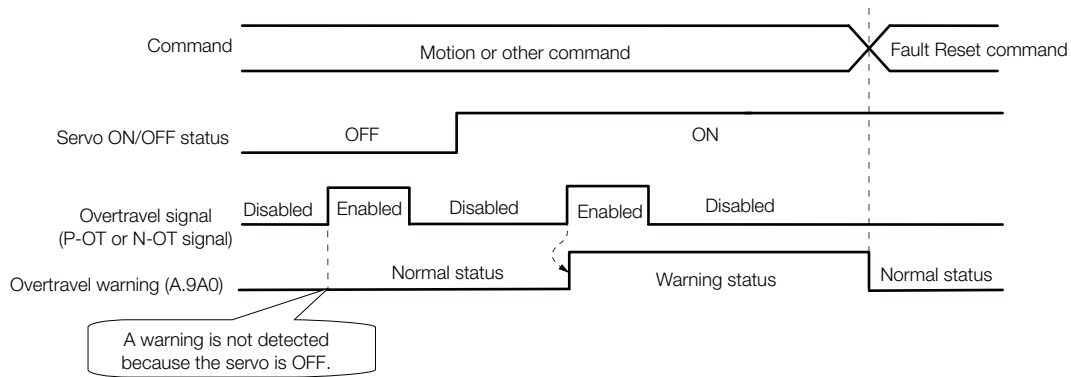 Command
Motion or other command
Fault Reset command
Servo ON/OFF status
OFF
ON
Overtravel signal
(P-OT or N-OT signal)
Disabled
Enabled
Disabled
Enabled
Disabled
Overtravel warning (A.9A0)
Normal status
Warning status
Normal status
A warning is not detected
because the servo is OFF.